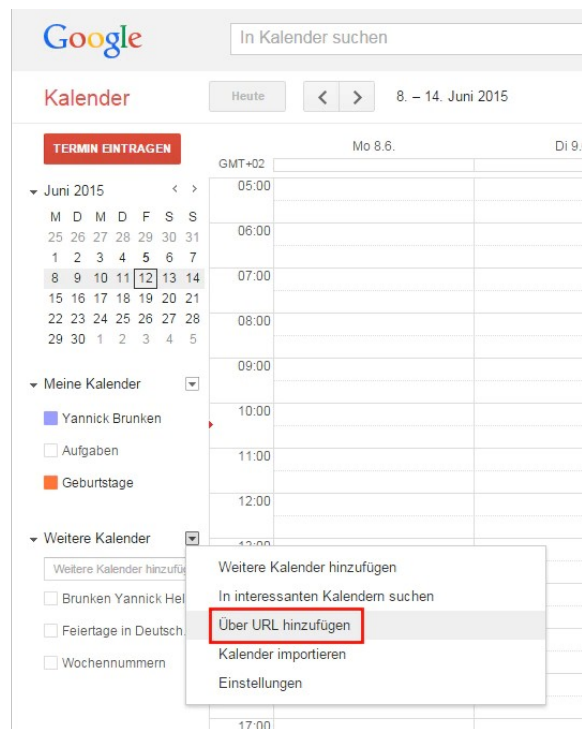 Google
In Kalender suchen
Kalender
Heute
8. – 14. Juni 2015
TERMIN EINTRAGEN
Mo 8.6.
Di 9.
GMT+02
Juni 2015
M D M D F S S
25 26 27 28 29 30 31
1 2 3 4 5 6 7
8 9 10 11 12 13 14
15 16 17 18 19 20 21
22 23 24 25 26 27 28
29 30 1 2 3 4 5
05:00
06:00
07:00
08:00
09:00
10:00
11:00
12:00
Meine Kalender
Yannick Brunken
Aufgaben
Geburtstage
Weitere Kalender
13:00
Weitere Kalender hinzufüg
Brunken Yannick Hel
Feiertage in Deutsch
Wochennummern
Weitere Kalender hinzufügen
In interessanten Kalendern suchen
Über URL hinzufügen
Kalender importieren
Einstellungen
17:00